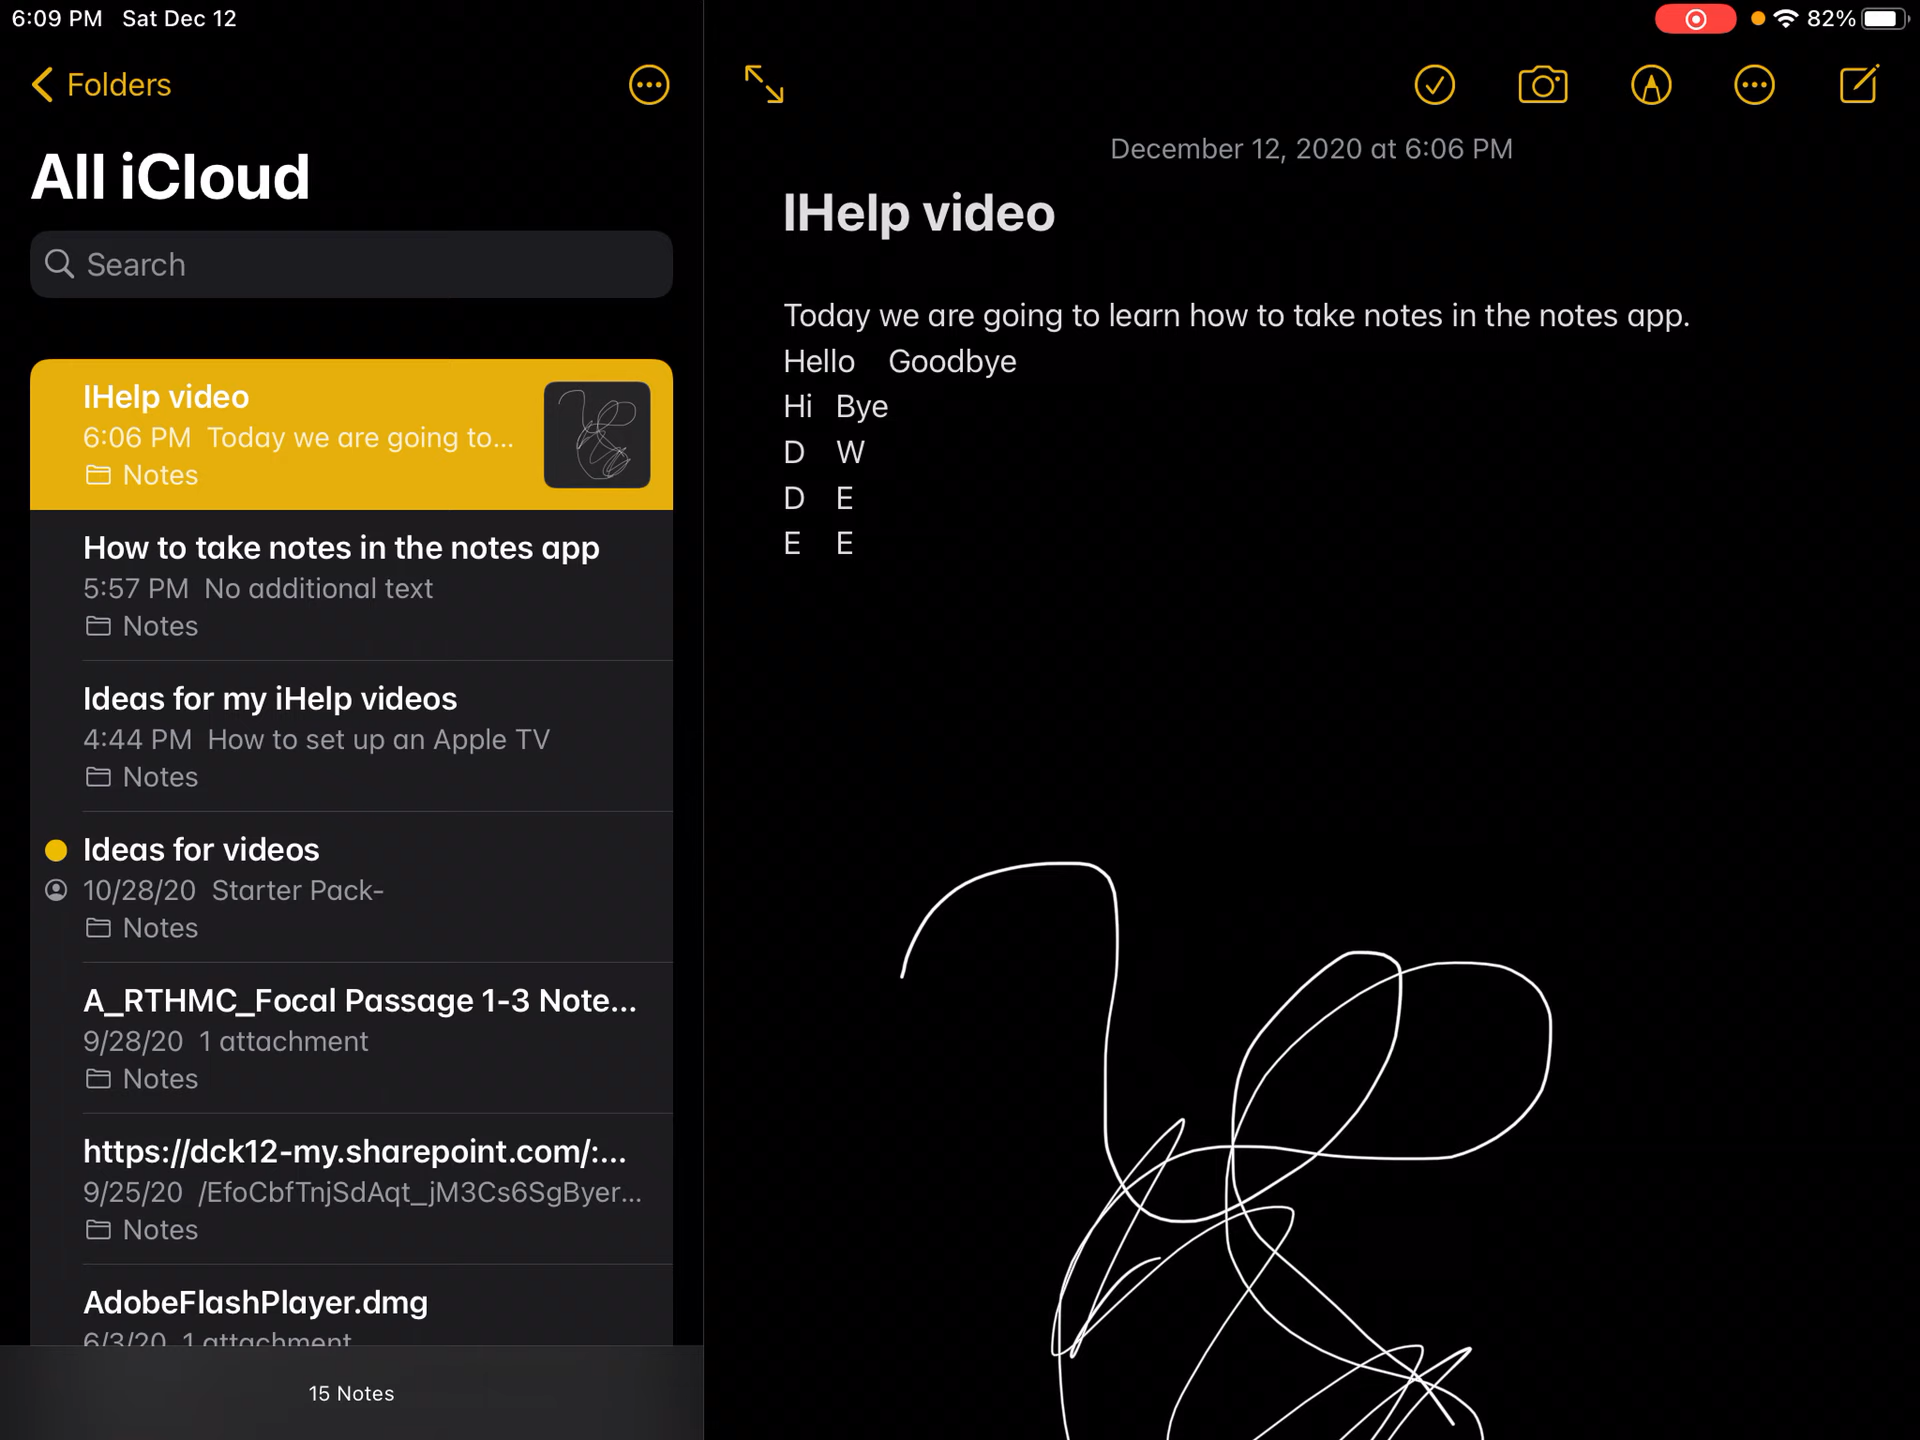 6:09 PM Sat Dec 12
82%
Folders
All iCloud
Search
IHelp video
6:06 PM Today we are going to...
Notes
How to take notes in the notes app
5:57 PM No additional text
Notes
Ideas for my iHelp videos
4:44 PM How to set up an Apple TV
Notes
Ideas for videos
10/28/20 Starter Pack-
Notes
A_RTHMC_Focal Passage 1-3 Note...
9/28/20 1 attachment
Notes
https://dck12-my.sharepoint.com/:...
9/25/20 /EfoCbfTnjSdAqt_jM3Cs6SgByer...
Notes
AdobeFlashPlayer.dmg
6/3/20 1 attachment
15 Notes
December 12, 2020 at 6:06 PM
IHelp video
Today we are going to learn how to take notes in the notes app.
Hello Goodbye
Hi Bye
D W
D E
E E